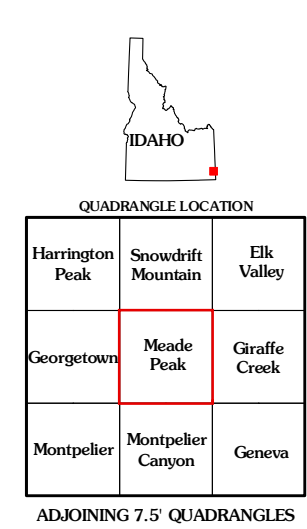 IDAHO
QUADRANGLE LOCATION
Harrington Peak
Snowdrift Mountain
Elk Valley
Georgetown
Meade Peak
Giraffe Creek
Montpelier
Montpelier Canyon
Geneva
ADJOINING 7.5' QUADRANGLES